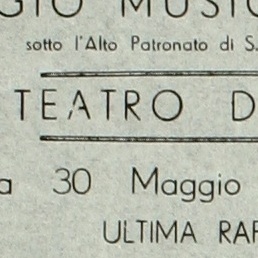 GIO MUSIC
sotto l'Alto Patronato di S.
TEATRO D
a 30 Maggio
ULTIMA RAP